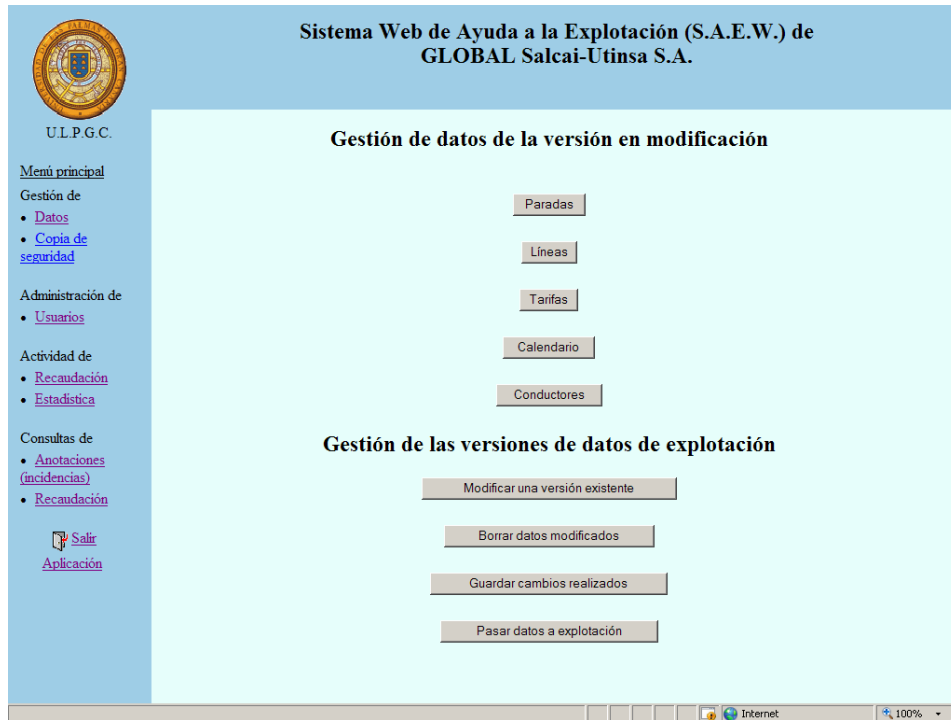 Sistema Web de Ayuda a la Explotación (S.A.E.W.) de
GLOBAL Salcai-Utinsa S.A.
U.L.P.G.C.
Menú principal
Gestión de
• Datos
• Copia de
seguridad
Administración de
• Usuarios
Actividad de
• Recaudación
• Estadística
Consultas de
• Anotaciones
(incidencias)
• Recaudación
Salir
Aplicación
Gestión de datos de la versión en modificación
Paradas
Líneas
Tarifas
Calendario
Conductores
Gestión de las versiones de datos de explotación
Modificar una versión existente
Borrar datos modificados
Guardar cambios realizados
Pasar datos a explotación
Internet
100%